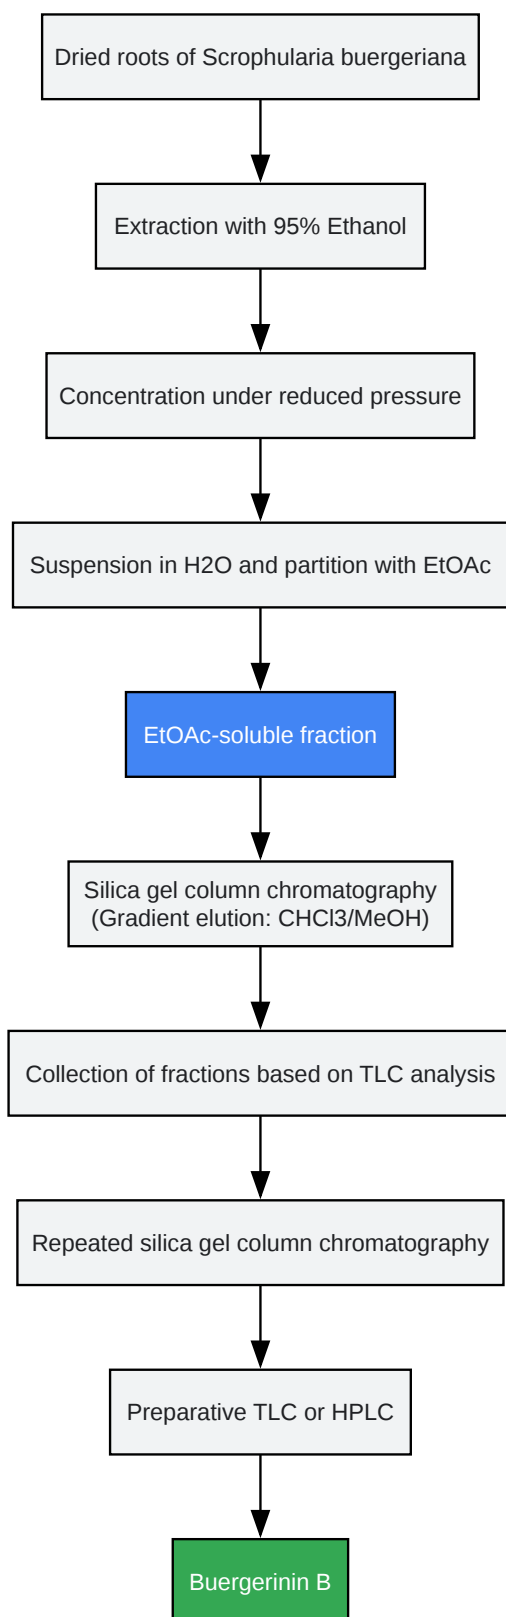 Dried roots of Scrophularia buergeriana
Extraction with 95% Ethanol
Concentration under reduced pressure
Suspension in H2O and partition with EtOAc
EtOAc-soluble fraction
Silica gel column chromatography
(Gradient elution: CHCl3/MeOH)
Collection of fractions based on TLC analysis
Repeated silica gel column chromatography
Preparative TLC or HPLC
Buergerinin B